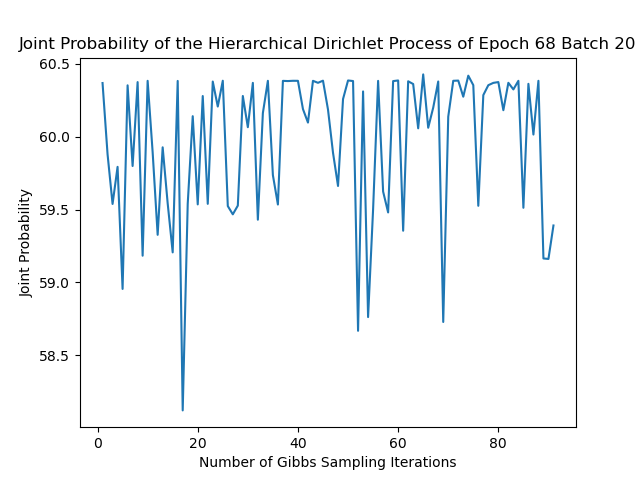 Joint Probability of the Hierarchical Dirichlet Process of Epoch 68 Batch 20
60.5
60.0
59.5
59.0
58.5
Joint Probability
0 20 40 60 80
Number of Gibbs Sampling Iterations